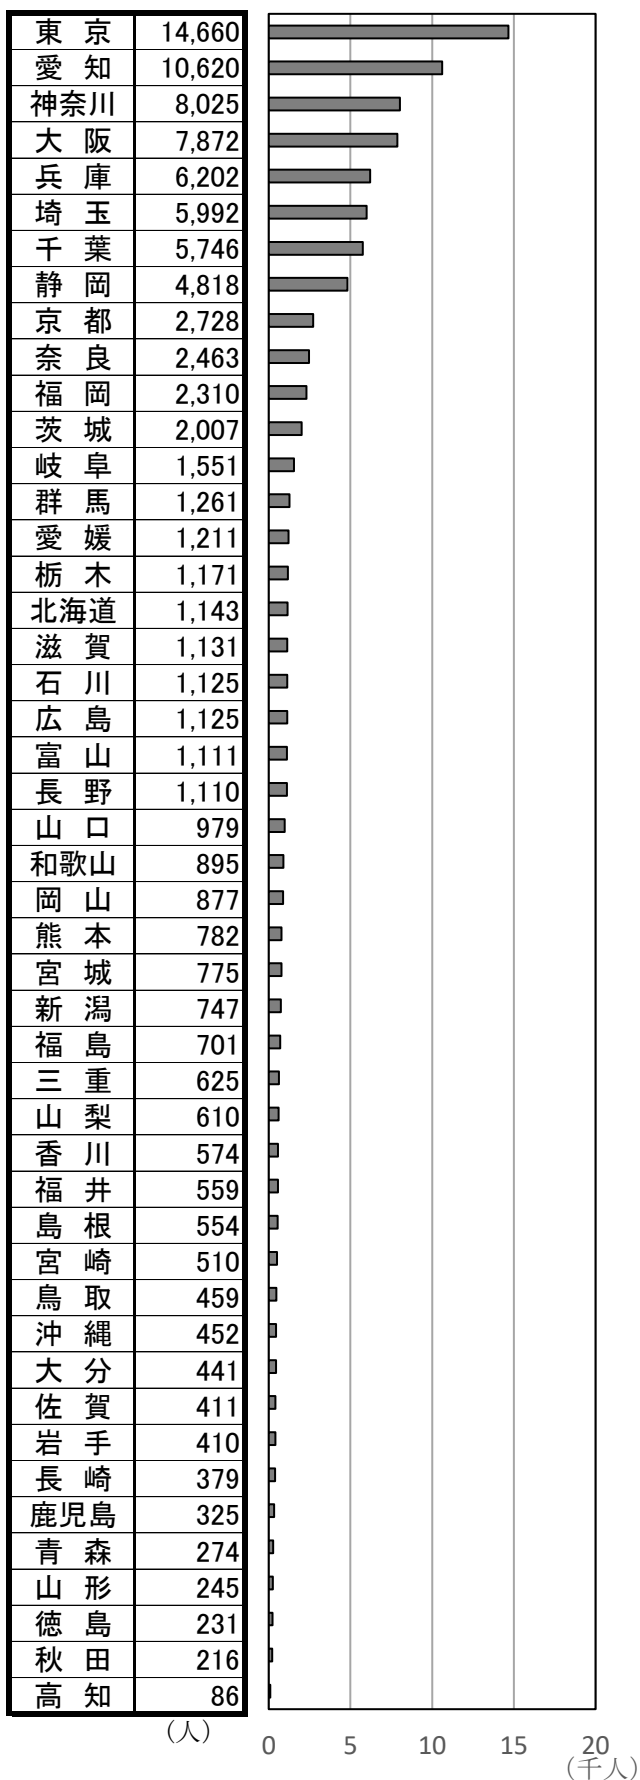 東 京 14,660
愛 知 10,620
神奈川 8,025
大 阪 7,872
兵 庫 6,202
埼 玉 5,992
千 葉 5,746
静 岡 4,818
京 都 2,728
奈 良 2,463
福 岡 2,310
茨 城 2,007
岐 阜 1,551
群 馬 1,261
愛 媛 1,211
栃 木 1,171
北海道 1,143
滋 賀 1,131
石 川 1,125
広 島 1,125
富 山 1,111
長 野 1,110
山 口 979
和歌山 895
岡 山 877
熊 本 782
宮 城 775
新 潟 747
福 島 701
三 重 625
山 梨 610
香 川 574
福 井 559
島 根 554
宮 崎 510
鳥 取 459
沖 縄 452
大 分 441
佐 賀 411
岩 手 410
長 崎 379
鹿児島 325
青 森 274
山 形 245
徳 島 231
秋 田 216
高 知 86
(人)
0 5 10 15 20
(千人)